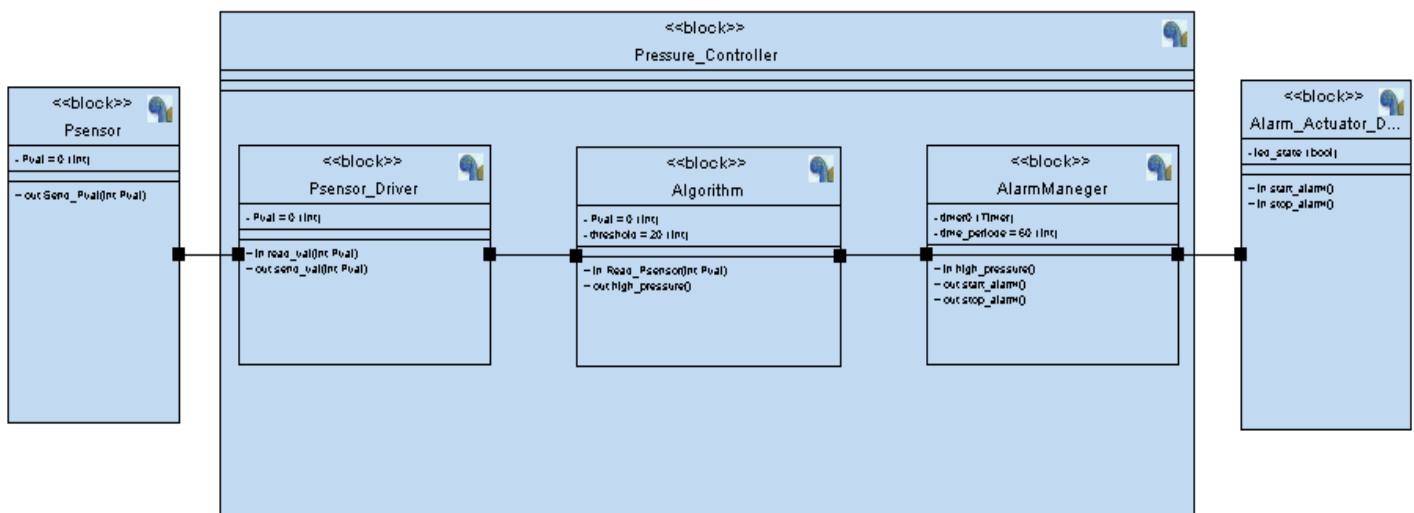 <<block>>
Pressure_Controller
<<block>>
Psensor
- Pval = 0 : int;
~ out Send_Pval(int Pval)
<<block>>
Psensor_Driver
- Pval = 0 : int;
~ in read_val(int Pval)
~ out send_val(int Pval)
<<block>>
Algorithm
- Pval = 0 : int;
- threshold = 20 : int;
~ in Read_Psensor(int Pval)
~ out high_pressure()
<<block>>
AlarmManeger
- timer0 : Timer;
- time_periode = 60 : int;
~ in high_pressure()
~ out start_alarm()
~ out stop_alarm()
<<block>>
Alarm_Actuator_D...
- led_state : bool;
~ in start_alarm()
~ in stop_alarm()